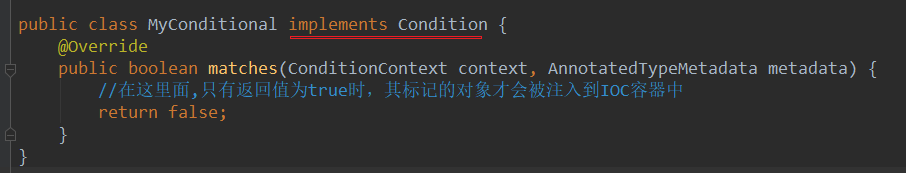 public class MyConditional implements Condition {
@Override
public boolean matches(ConditionContext context, AnnotatedTypeMetadata metadata) {
//在这里面,只有返回值为true时，其标记的对象才会被注入到IOC容器中
return false;
}
}